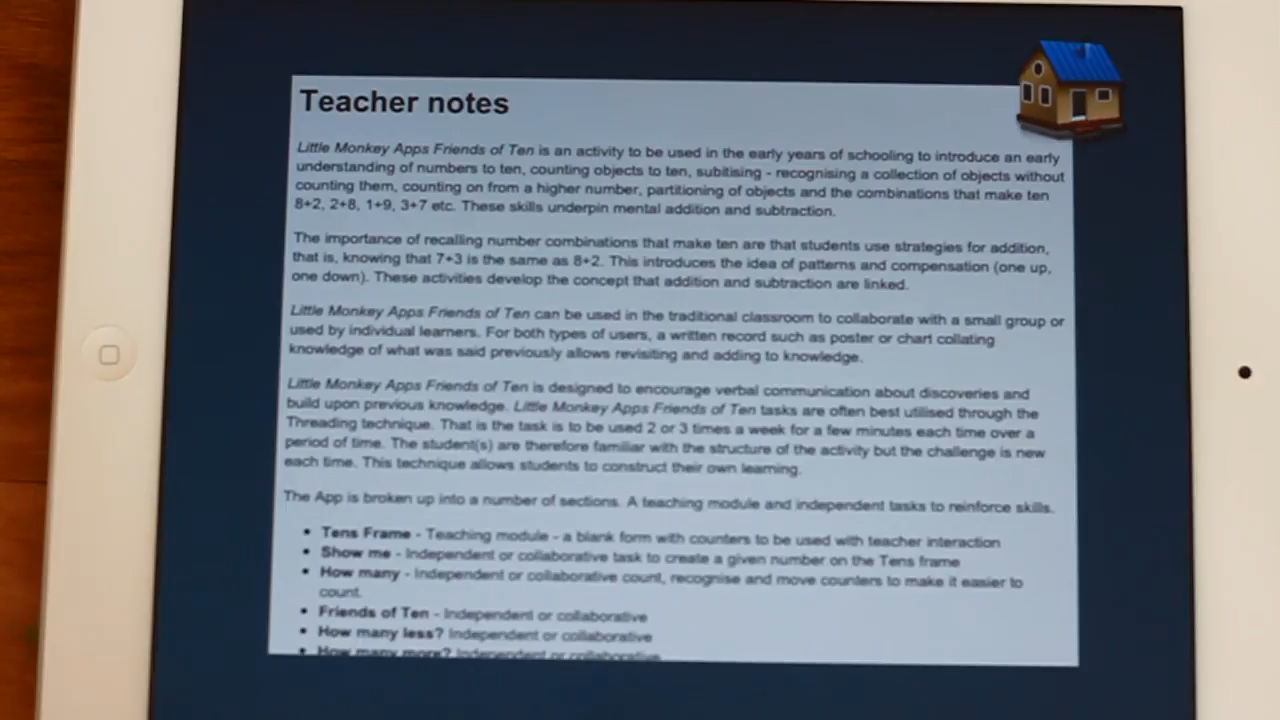 Teacher notes
Little Monkey Apps Friends of Ten is an activity to be used in the early years of schooling to introduce an early
understanding of numbers to ten, counting objects to ten, subitising - recognising a collection of objects without
counting them, counting on from a higher number, partitioning of objects and the combinations that make ten
8+2, 2+8, 1+9, 3+7 etc. These skills underpin mental addition and subtraction.
The importance of recalling number combinations that make ten are that students use strategies for addition,
that is, knowing that 7+3 is the same as 8+2. This introduces the idea of patterns and compensation (one up,
one down). These activities develop the concept that addition and subtraction are linked.
Little Monkey Apps Friends of Ten can be used in the traditional classroom to collaborate with a small group or
used by individual learners. For both types of users, a written record such as poster or chart collating
knowledge of what was said previously allows revisiting and adding to knowledge.
Little Monkey Apps Friends of Ten is designed to encourage verbal communication about discoveries and
build upon previous knowledge. Little Monkey Apps Friends of Ten tasks are often best utilised through the
Threading technique. That is the task is to be used 2 or 3 times a week for a few minutes each time over a
period of time. The student(s) are therefore familiar with the structure of the activity but the challenge is new
each time. This technique allows students to construct their own learning.
The App is broken up into a number of sections. A teaching module and independent tasks to reinforce skills.
• Tens Frame - Teaching module - a blank form with counters to be used with teacher interaction
• Show me - Independent or collaborative task to create a given number on the Tens frame
• How many - Independent or collaborative count, recognise and move counters to make it easier to
count.
• Friends of Ten - Independent or collaborative
• How many less? Independent or collaborative
• How many more? Independent or collaborative